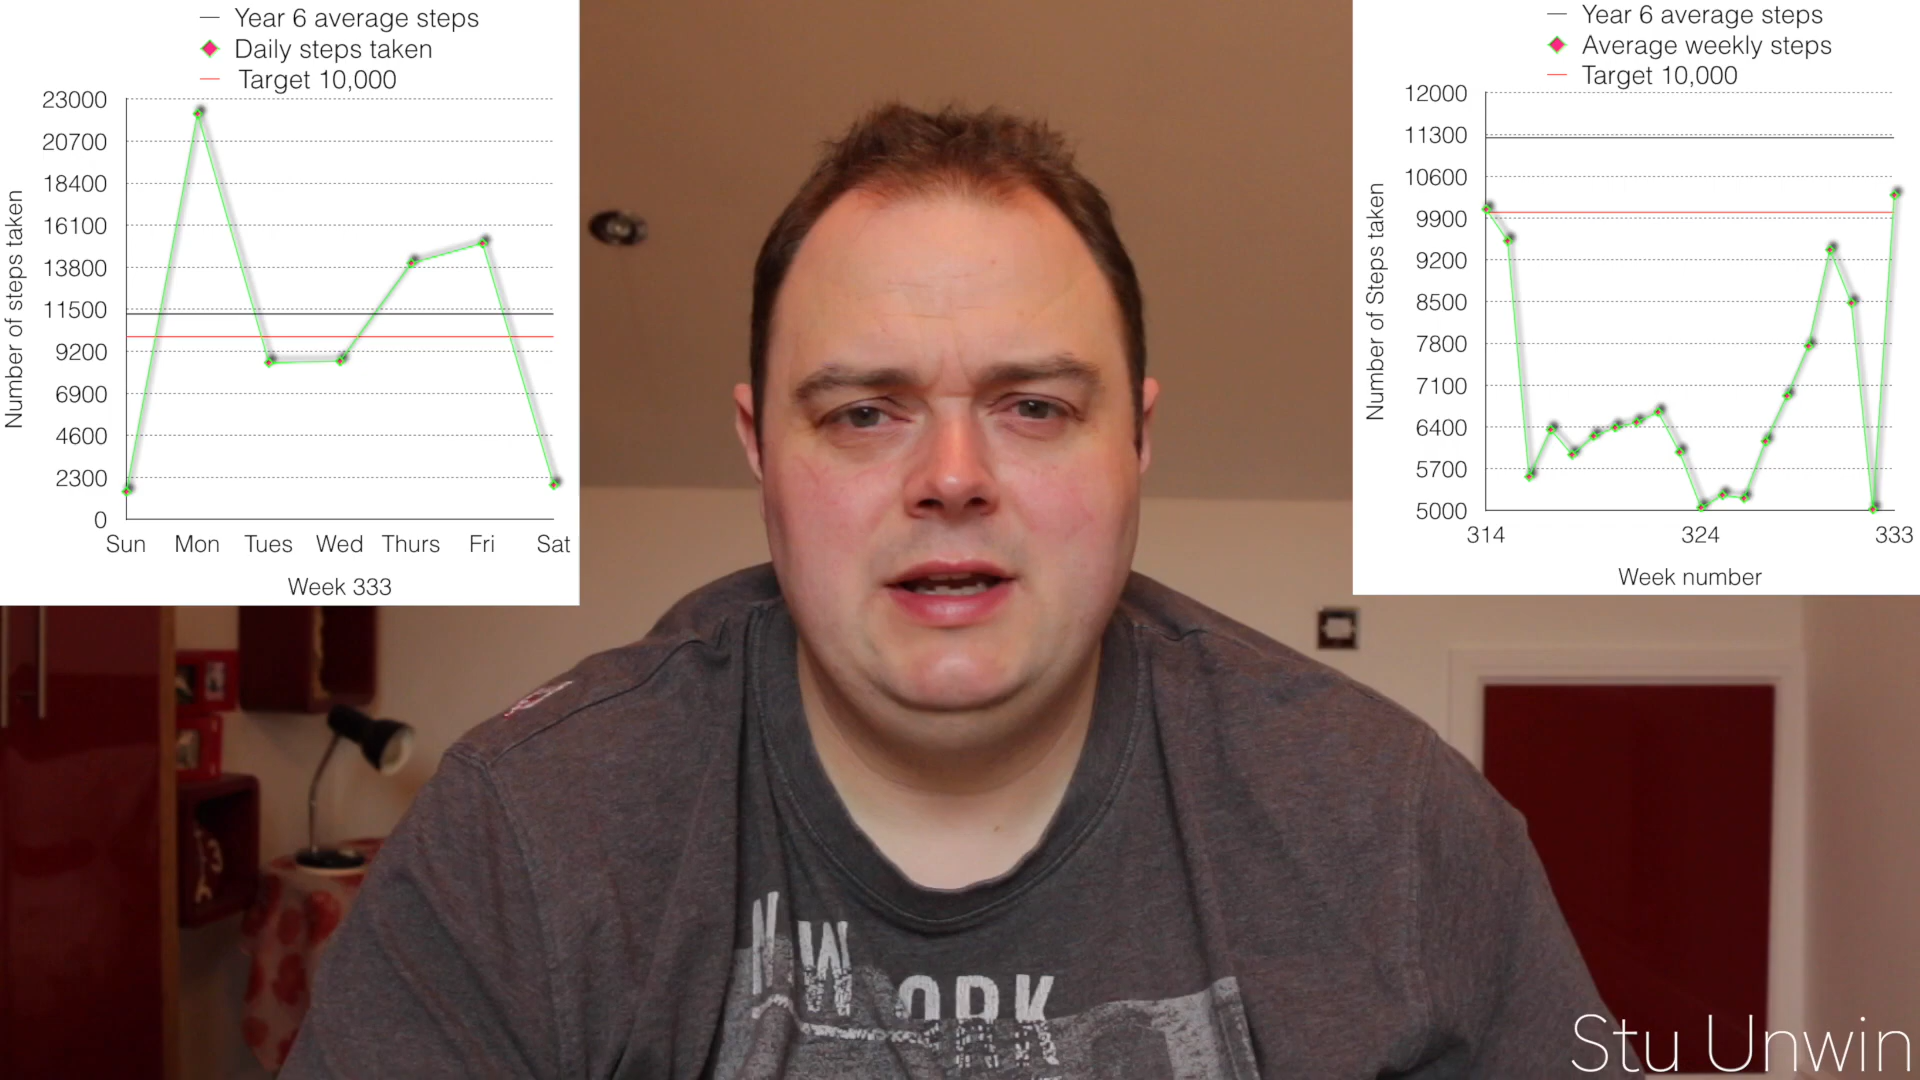 Year 6 average steps
Daily steps taken
Target 10,000
23000
20700
18400
16100
13800
11500
9200
6900
4600
2300
0
Number of steps taken
Sun Mon Tues Wed Thurs Fri Sat
Week 333
Year 6 average steps
Average weekly steps
Target 10,000
12000
11300
10600
9900
9200
8500
7800
7100
6400
5700
5000
Number of Steps taken
314 324 333
Week number
Stu Unwin